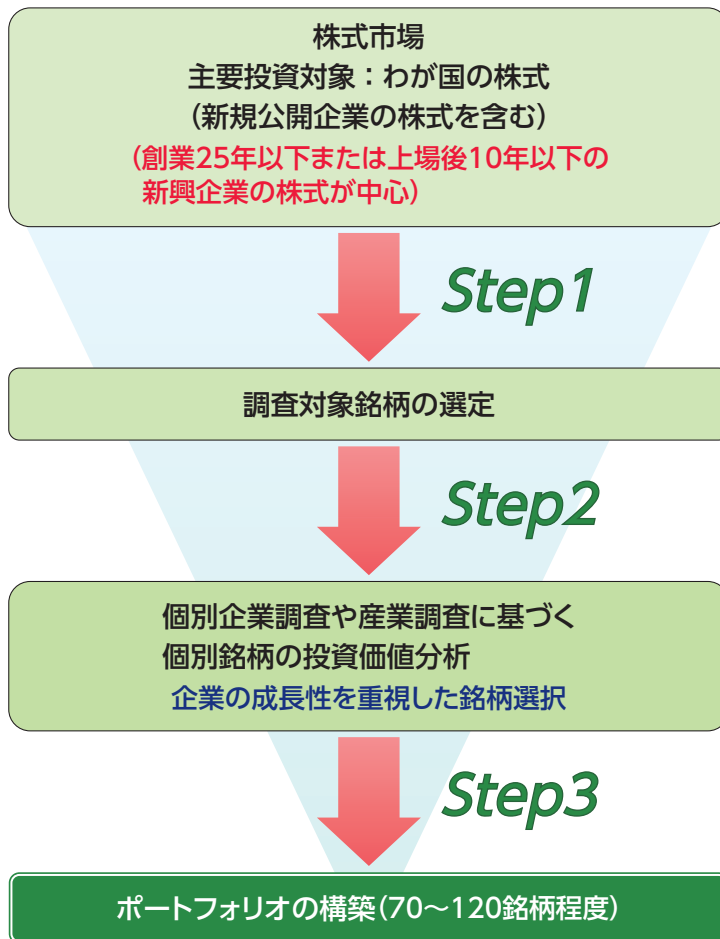 株式市場
主要投資対象：わが国の株式
(新規公開企業の株式を含む)
(創業25年以下または上場後10年以下の
新興企業の株式が中心)
Step1
調査対象銘柄の選定
Step2
個別企業調査や産業調査に基づく
個別銘柄の投資価値分析
企業の成長性を重視した銘柄選択
Step3
ポートフォリオの構築(70〜120銘柄程度)